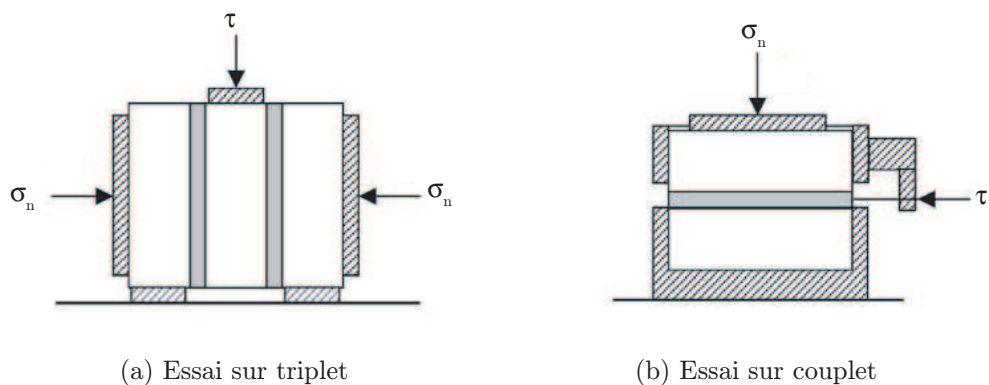 τ
σn
σn
(a) Essai sur triplet
σn
τ
(b) Essai sur couplet